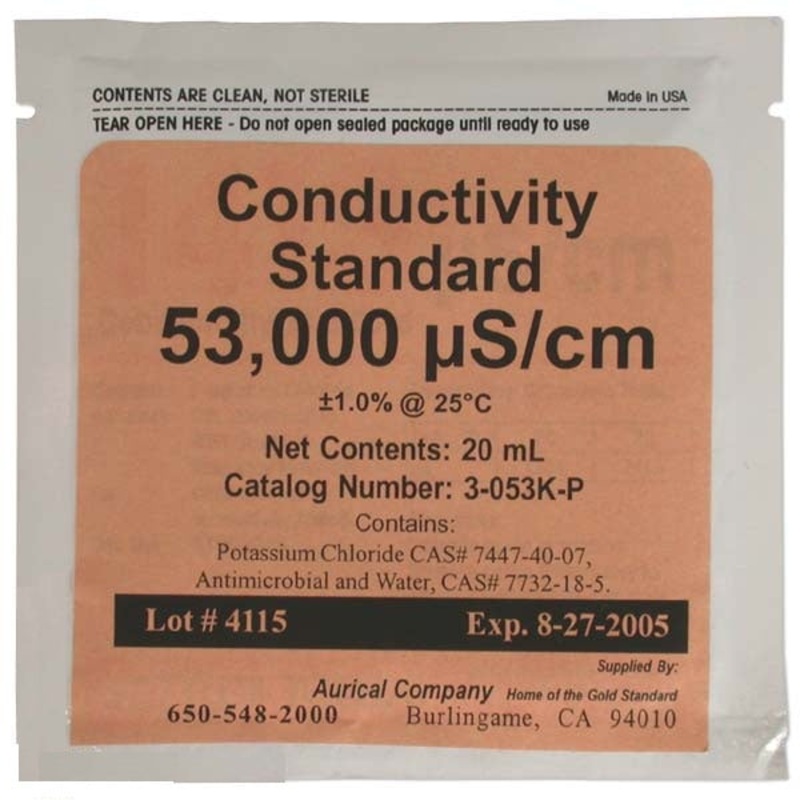 CONTENTS ARE CLEAN, NOT STERILE Made in USA
TEAR OPEN HERE - Do not open sealed package until ready to use
Conductivity
Standard
53,000 µS/cm
±1.0% @ 25°C
Net Contents: 20 mL
Catalog Number: 3-053K-P
Contains:
Potassium Chloride CAS# 7447-40-07,
Antimicrobial and Water, CAS# 7732-18-5.
Lot # 4115 Exp. 8-27-2005
Supplied By:
Aurical Company Home of the Gold Standard
650-548-2000 Burlingame, CA 94010